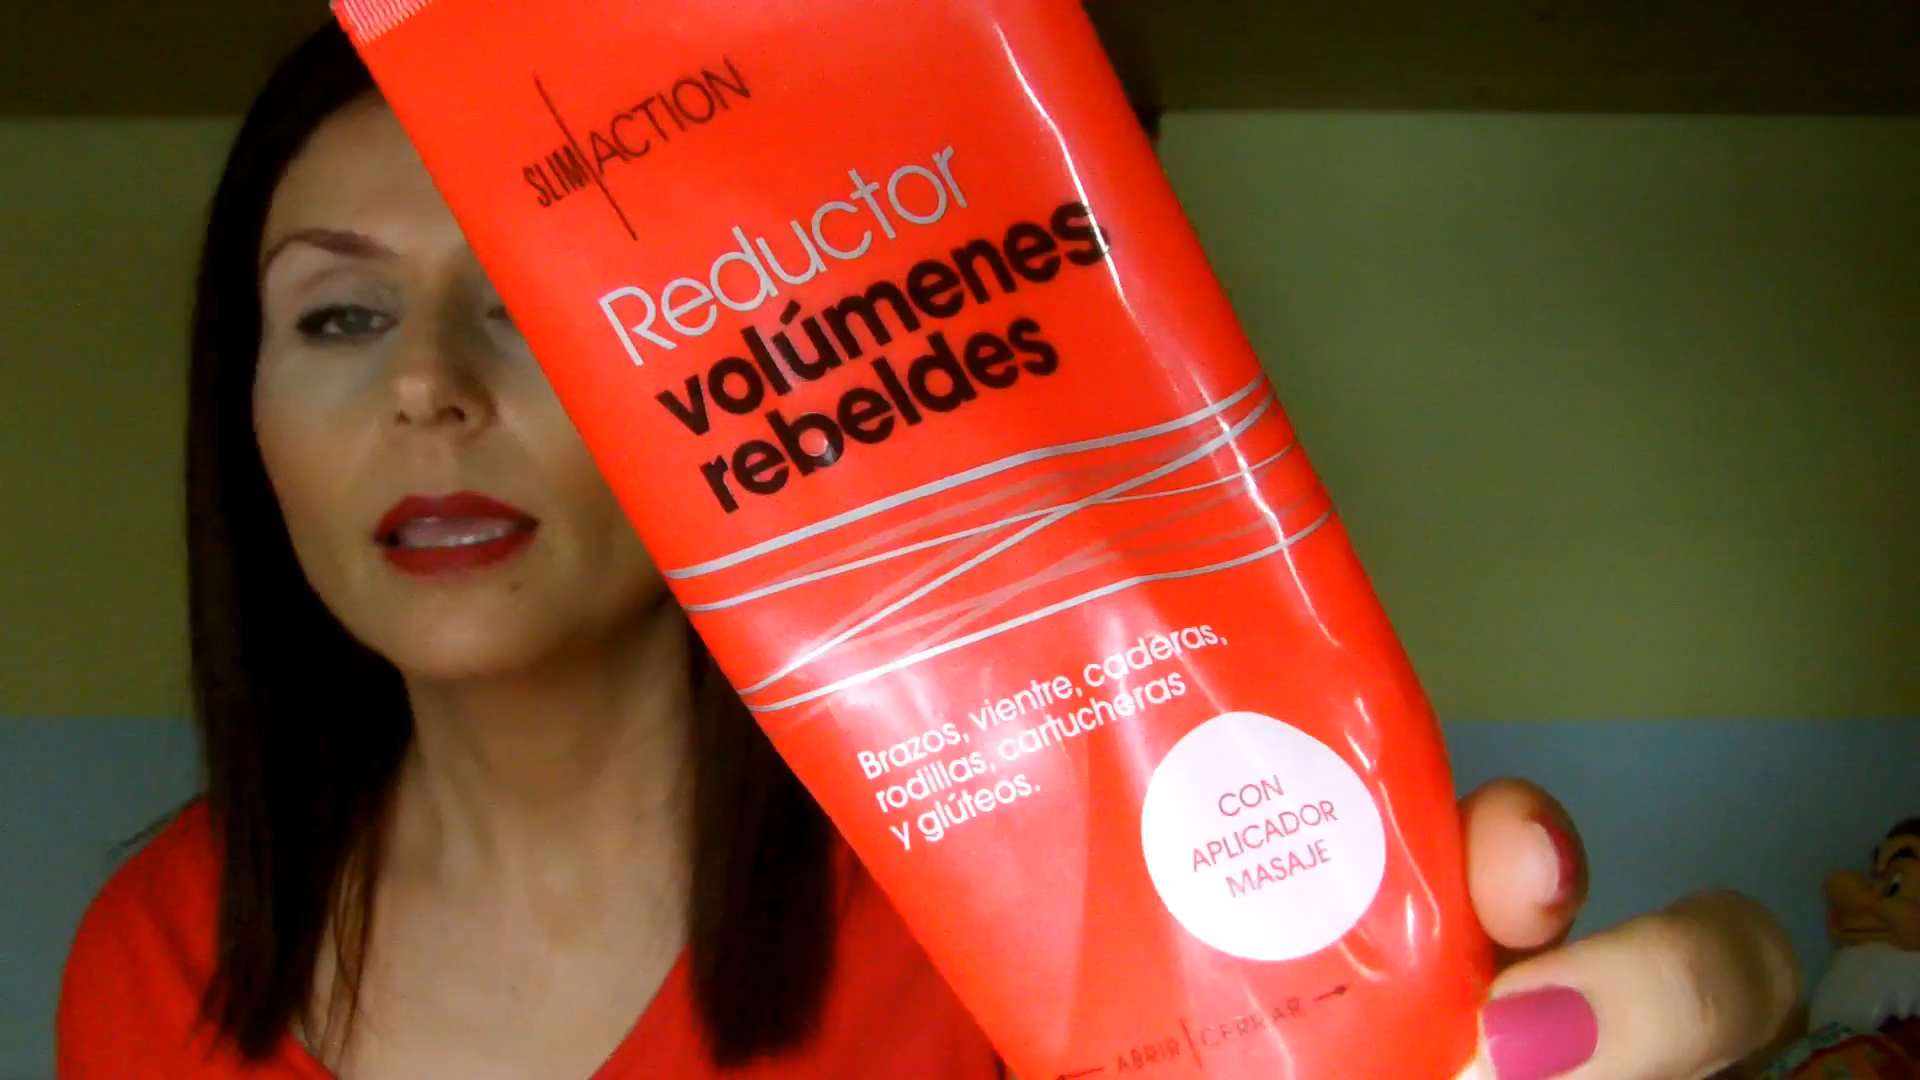 SLIM ACTION
Reductor
volúmenes
rebeldes
Brazos, vientre, caderas,
rodillas, cartucheras
y glúteos.
CON
APLICADOR
MASAJE
ABRIR CERRAR